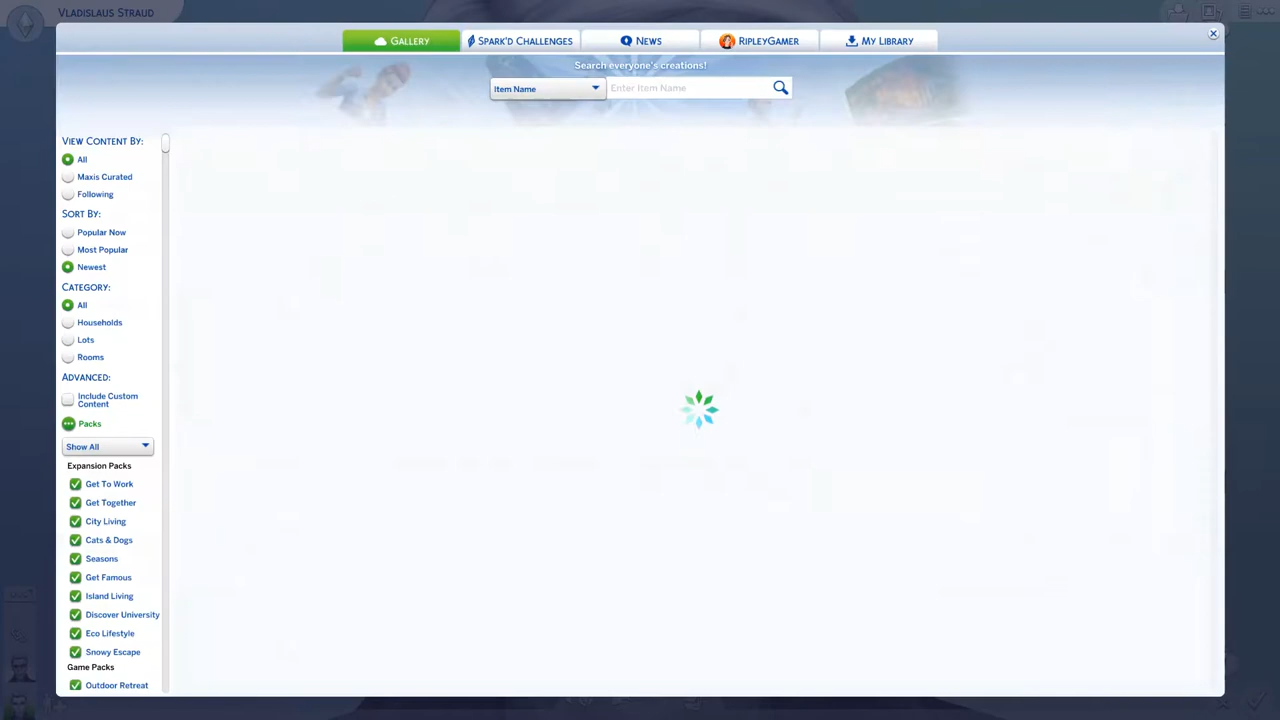 VLADISLAUS STRAUD
GALLERY
SPARK'D CHALLENGES
NEWS
RIPLEYGAMER
MY LIBRARY
Search everyone's creations!
Item Name
Enter Item Name
VIEW CONTENT BY:
All
Maxis Curated
Following
SORT BY:
Popular Now
Most Popular
Newest
CATEGORY:
All
Households
Lots
Rooms
ADVANCED:
Include Custom
Content
Packs
Show All
Expansion Packs
Get To Work
Get Together
City Living
Cats & Dogs
Seasons
Get Famous
Island Living
Discover University
Eco Lifestyle
Snowy Escape
Game Packs
Outdoor Retreat